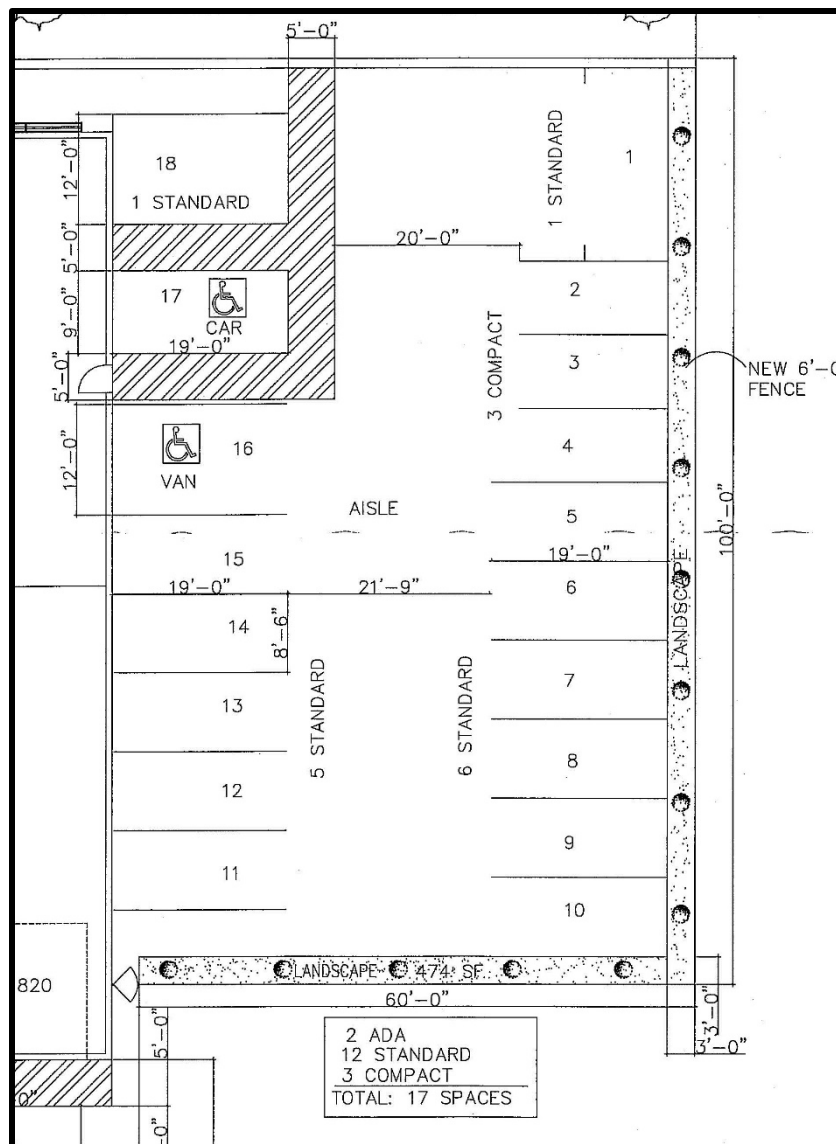 5'-0"
18
1 STANDARD
12'-0"
1 STANDARD
1
5'-0"
20'-0"
17
CAR
9'-0"
19'-0"
2
3 COMPACT
3
NEW 6'-0
FENCE
5'-0"
16
VAN
12'-0"
4
AISLE
5
100'-0"
15
19'-0"
21'-9"
19'-0"
6
LANDSCAPE
14
8'-6"
13
5 STANDARD
6 STANDARD
7
12
8
11
9
10
LANDSCAPE 474 SF
820
60'-0"
3'-0"
3'-0"
5'-0"
2 ADA
12 STANDARD
3 COMPACT
TOTAL: 17 SPACES
0"
-0"